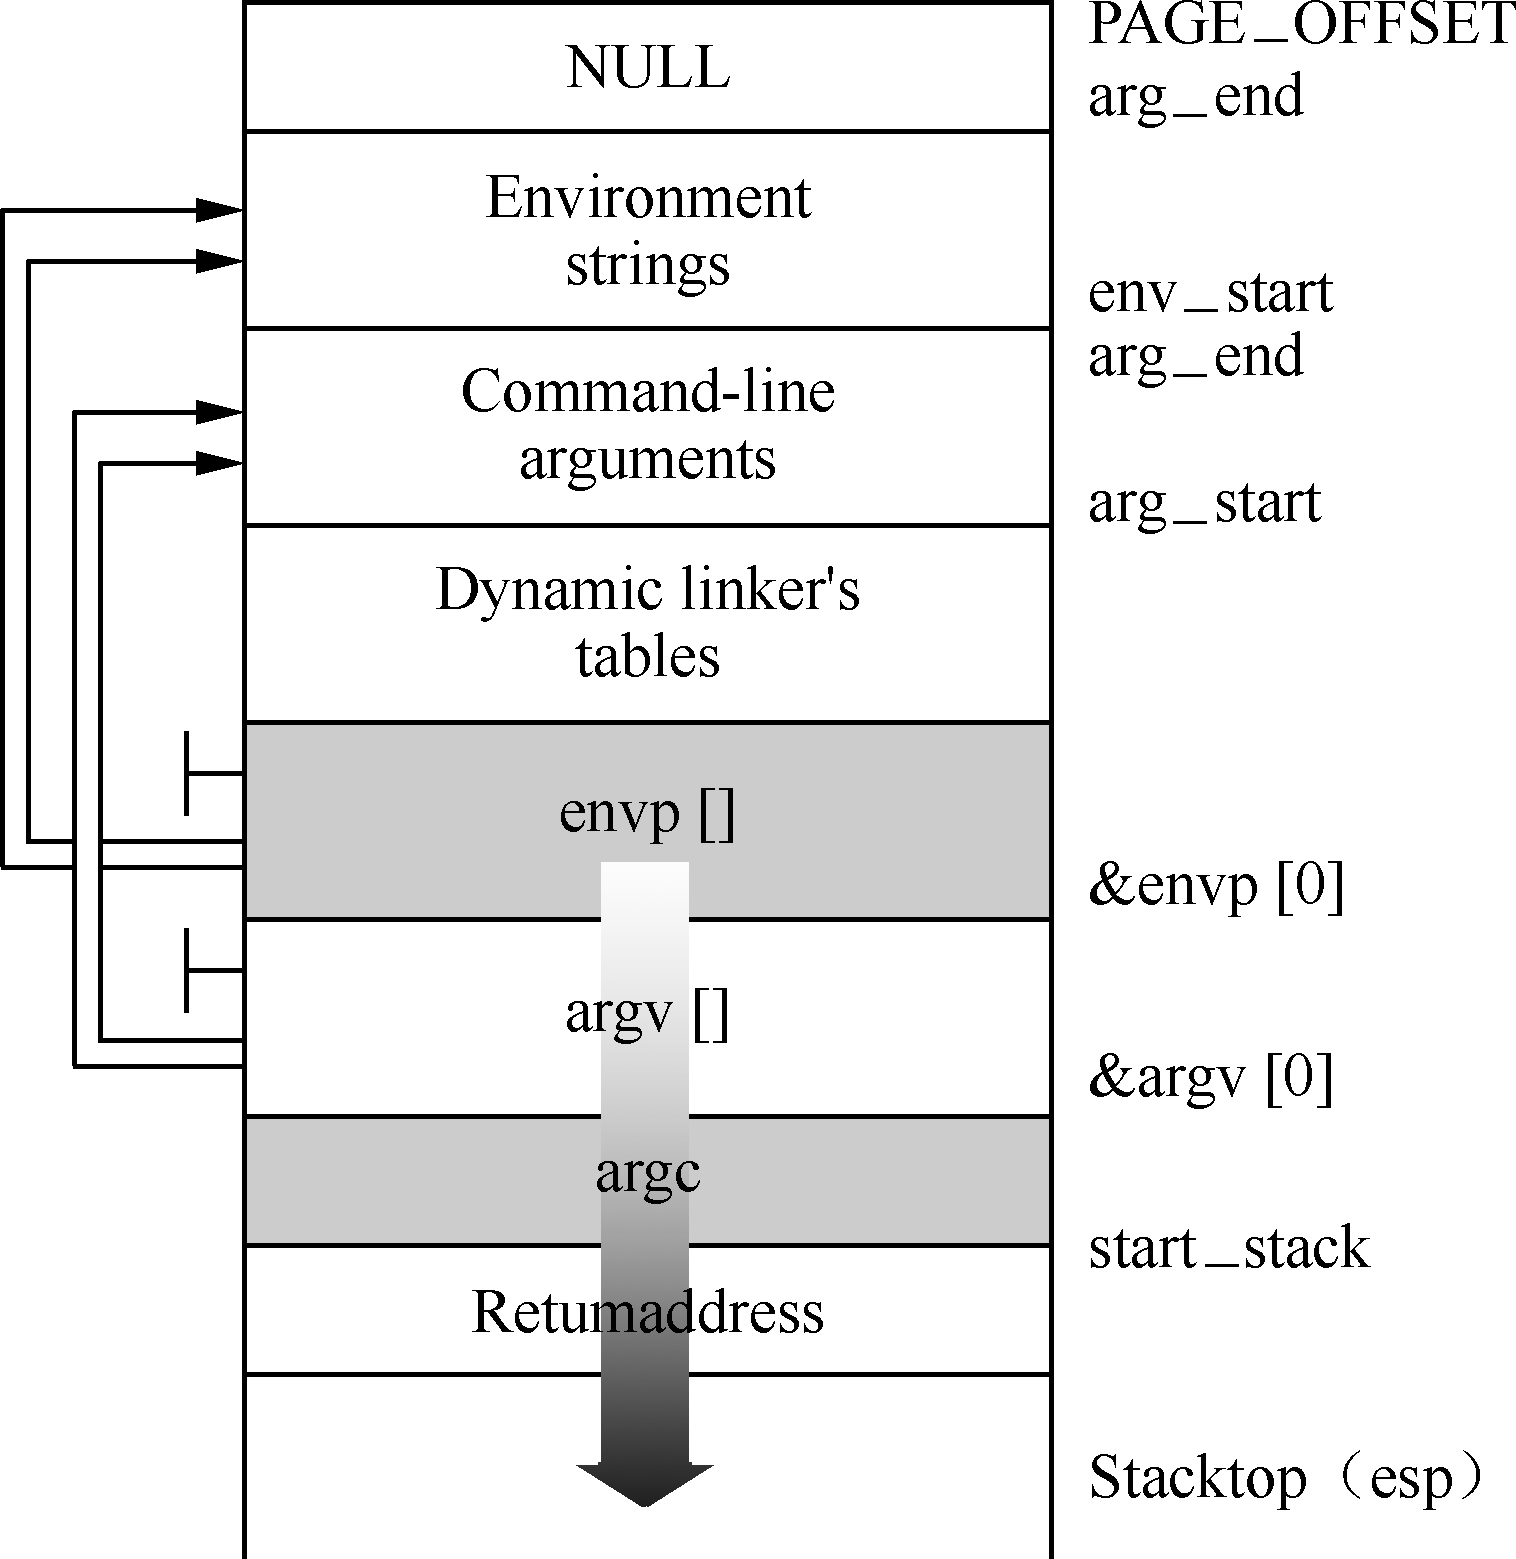 PAGE_OFFSET
NULL
arg_end
Environment
strings
env_start
arg_end
Command-line
arguments
arg_start
Dynamic linker's
tables
envp []
&envp [0]
argv []
&argv [0]
argc
start_stack
Retumaddress
Stacktop（esp）